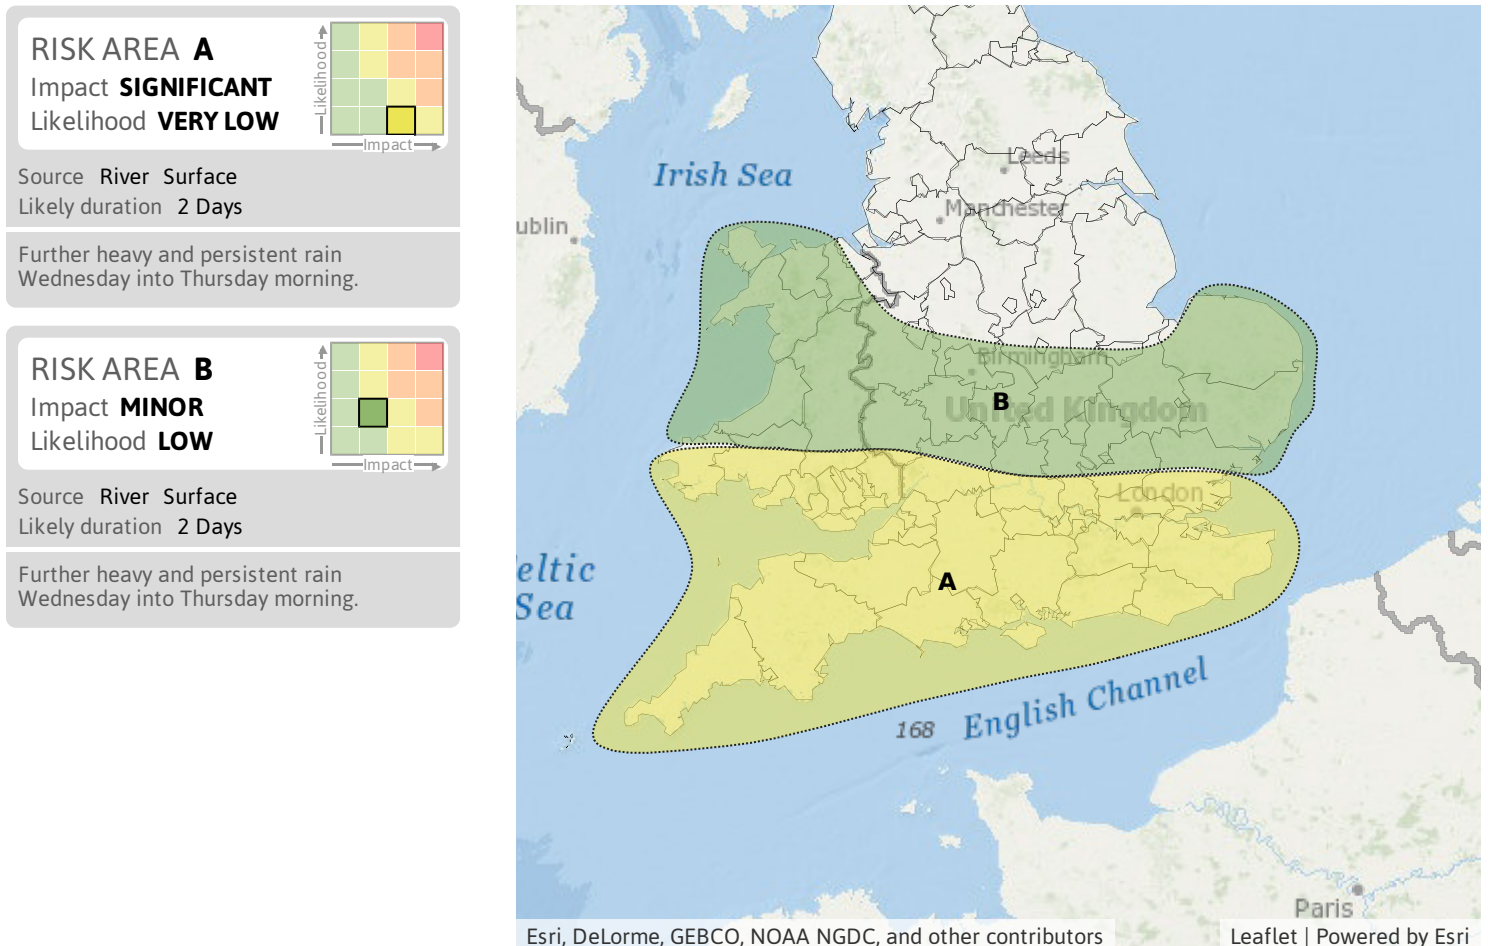 RISK AREA A
Impact SIGNIFICANT
Likelihood VERY LOW
Likelihood
Impact
Source River Surface
Likely duration 2 Days
Further heavy and persistent rain
Wednesday into Thursday morning.
RISK AREA B
Impact MINOR
Likelihood LOW
Likelihood
Impact
Source River Surface
Likely duration 2 Days
Further heavy and persistent rain
Wednesday into Thursday morning.
Leeds
Irish Sea
Manchester
ublin
Birmingham
B
United Kingdom
London
eltic
Sea
A
English Channel
168
Paris
Esri, DeLorme, GEBCO, NOAA NGDC, and other contributors
Leaflet | Powered by Esri